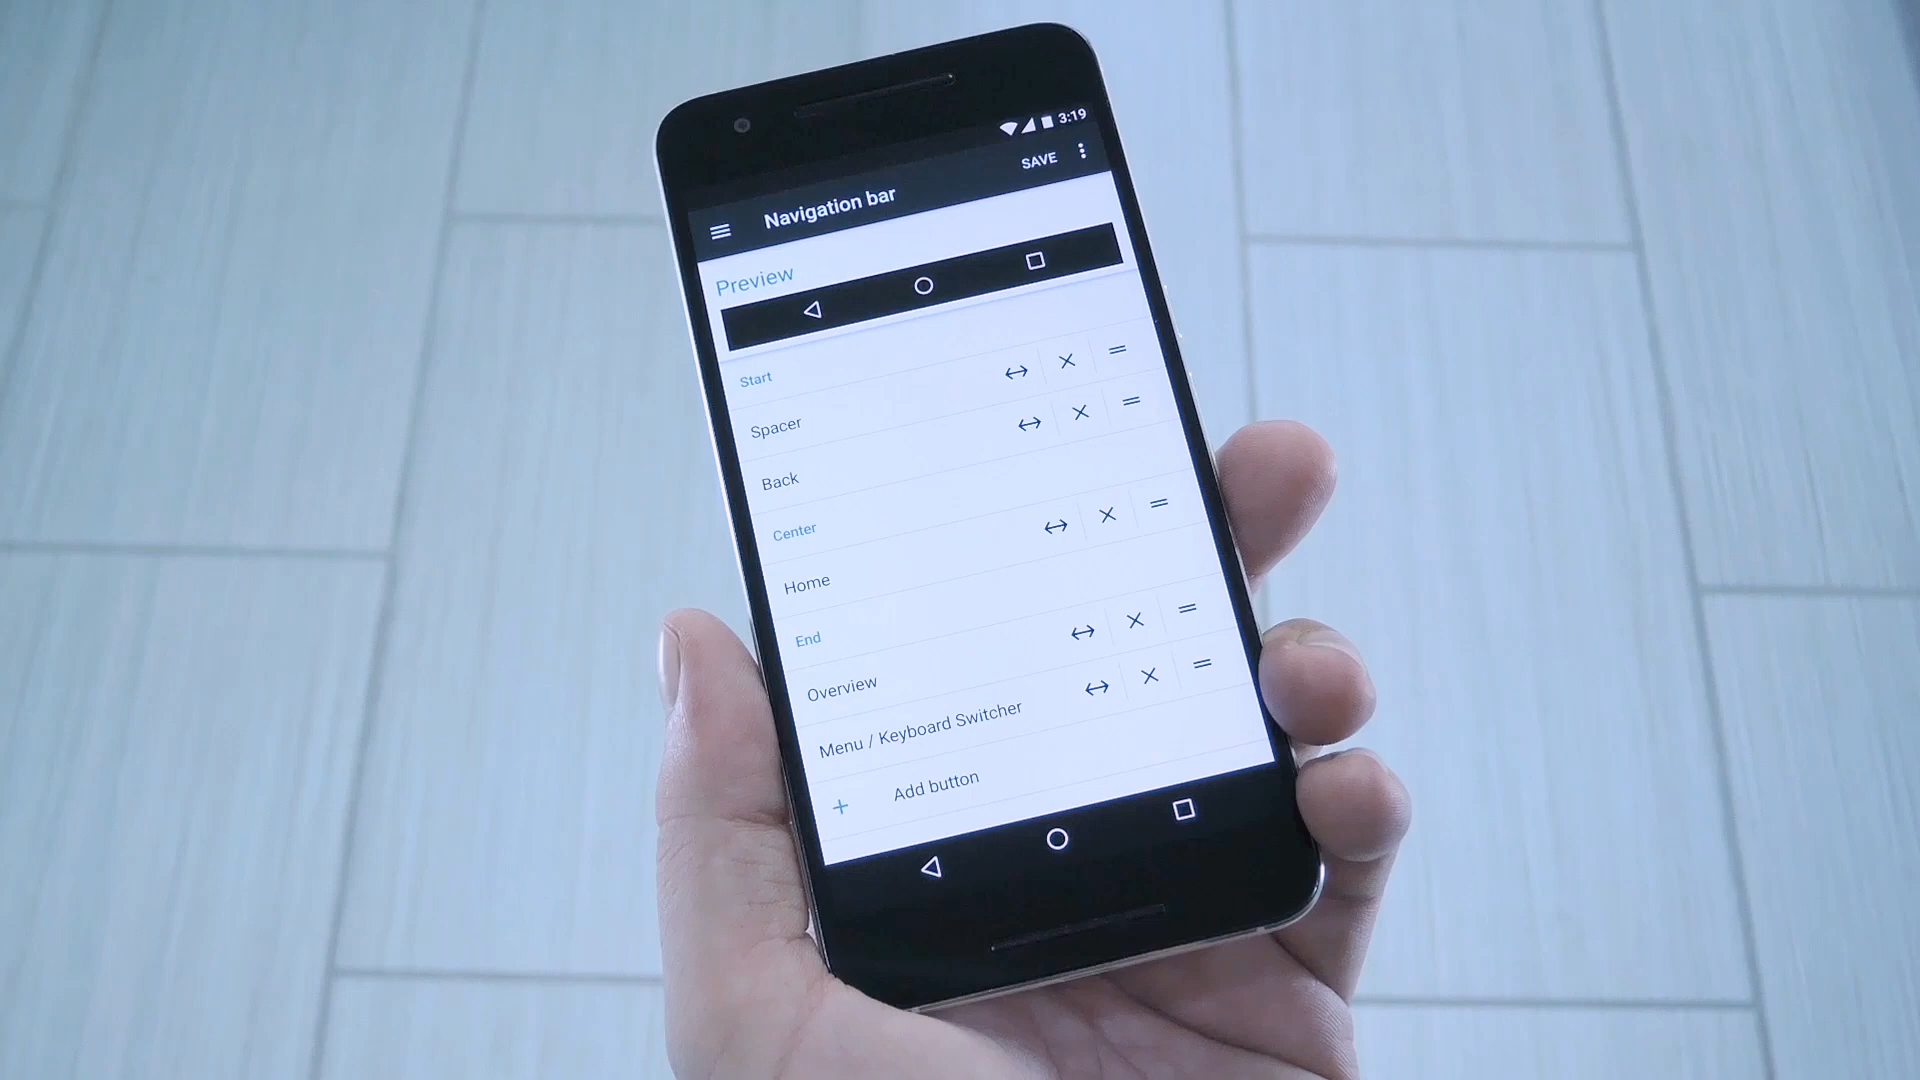 3:19
SAVE
Navigation bar
Preview
Start
Spacer
Back
Center
Home
End
Overview
Menu / Keyboard Switcher
+ Add button